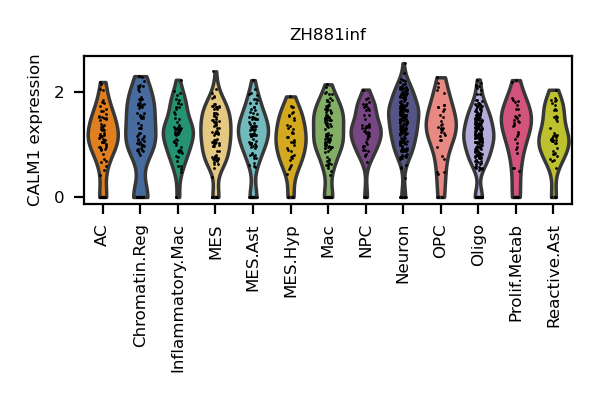 ZH881inf
CALM1 expression
2
0
AC
Chromatin.Reg
Inflammatory.Mac
MES
MES.Ast
MES.Hyp
Mac
NPC
Neuron
OPC
Oligo
Prolif.Metab
Reactive.Ast